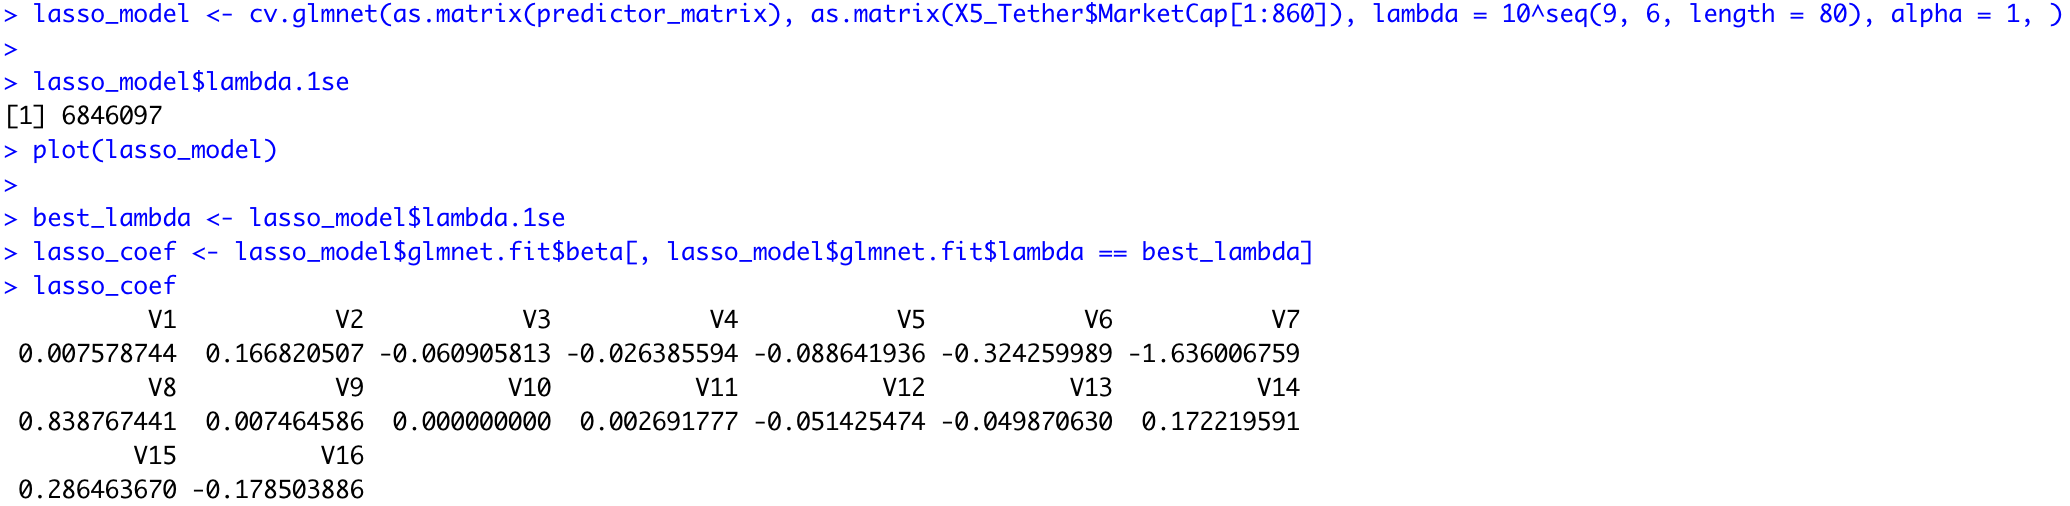 > lasso_model <- cv.glmnet(as.matrix(predictor_matrix), as.matrix(X5_Tether$MarketCap[1:860]), lambda = 10^seq(9, 6, length = 80), alpha = 1, )
>
> lasso_model$lambda.1se
[1] 6846097
> plot(lasso_model)
>
> best_lambda <- lasso_model$lambda.1se
> lasso_coef <- lasso_model$glmnet.fit$beta[, lasso_model$glmnet.fit$lambda == best_lambda]
> lasso_coef
V1 V2 V3 V4 V5 V6 V7
0.007578744 0.166820507 -0.060905813 -0.026385594 -0.088641936 -0.324259989 -1.636006759
V8 V9 V10 V11 V12 V13 V14
0.838767441 0.007464586 0.000000000 0.002691777 -0.051425474 -0.049870630 0.172219591
V15 V16
0.286463670 -0.178503886